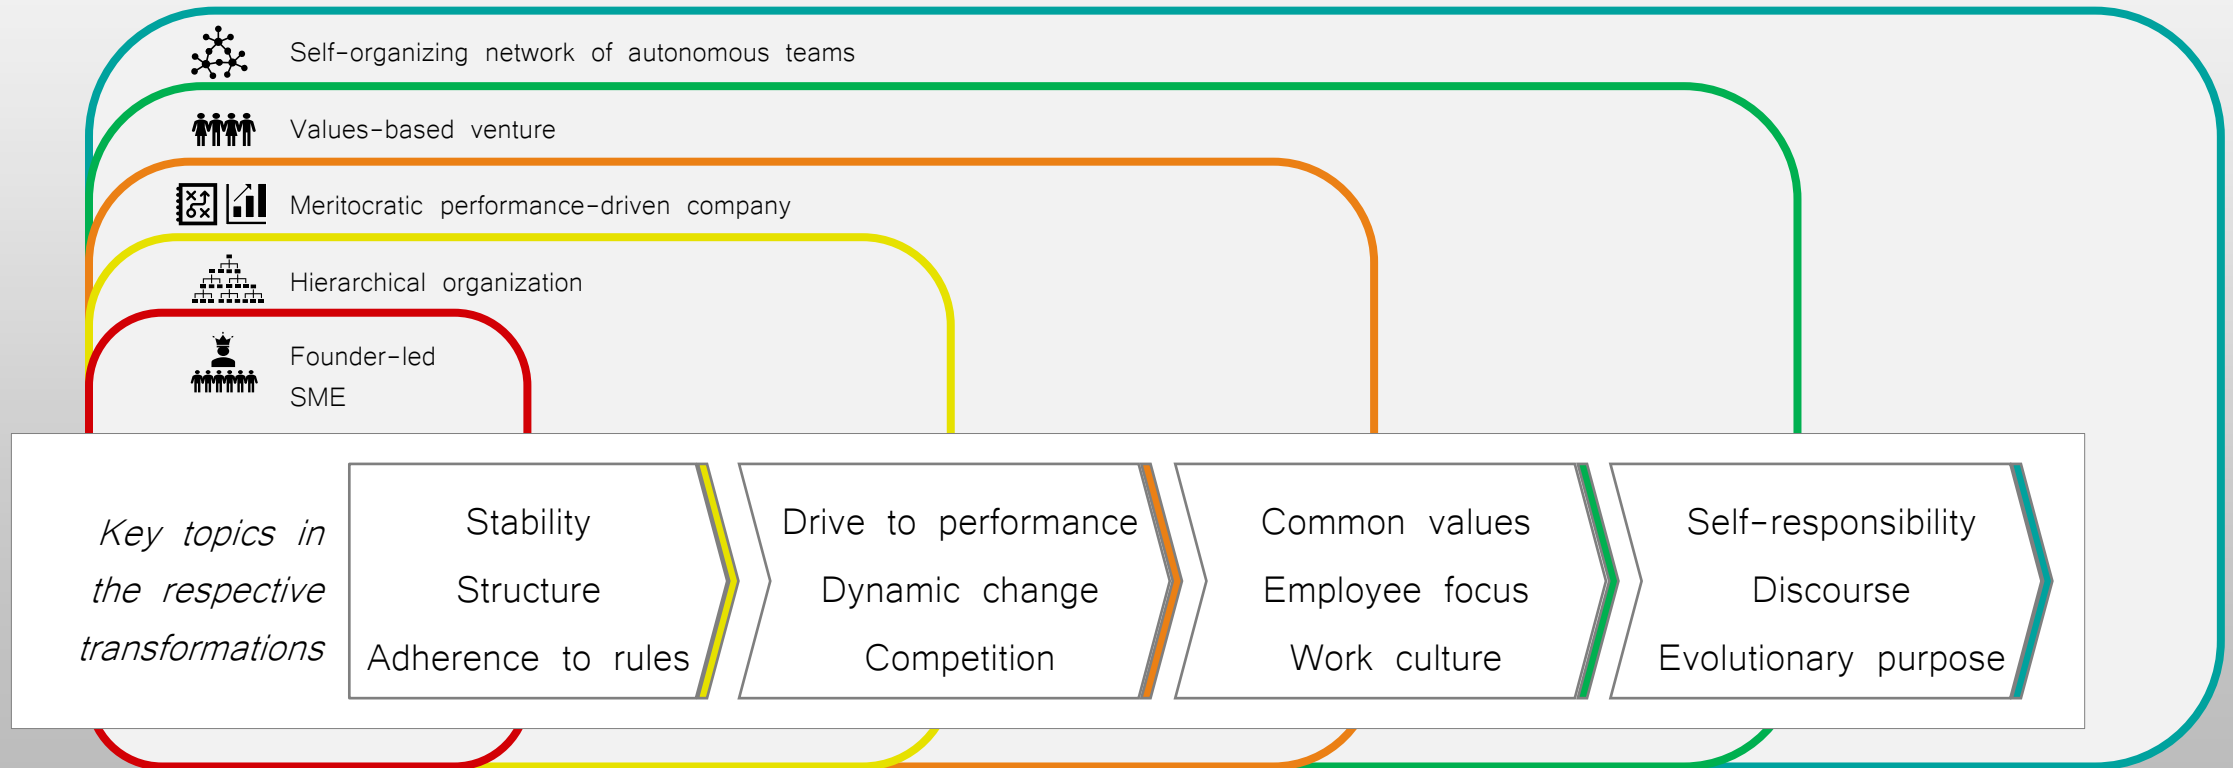 Self-organizing network of autonomous teams
Values-based venture
Meritocratic performance-driven company
Hierarchical organization
Founder-led
SME
Key topics in
the respective
transformations
Stability
Structure
Adherence to rules
Drive to performance
Dynamic change
Competition
Common values
Employee focus
Work culture
Self-responsibility
Discourse
Evolutionary purpose